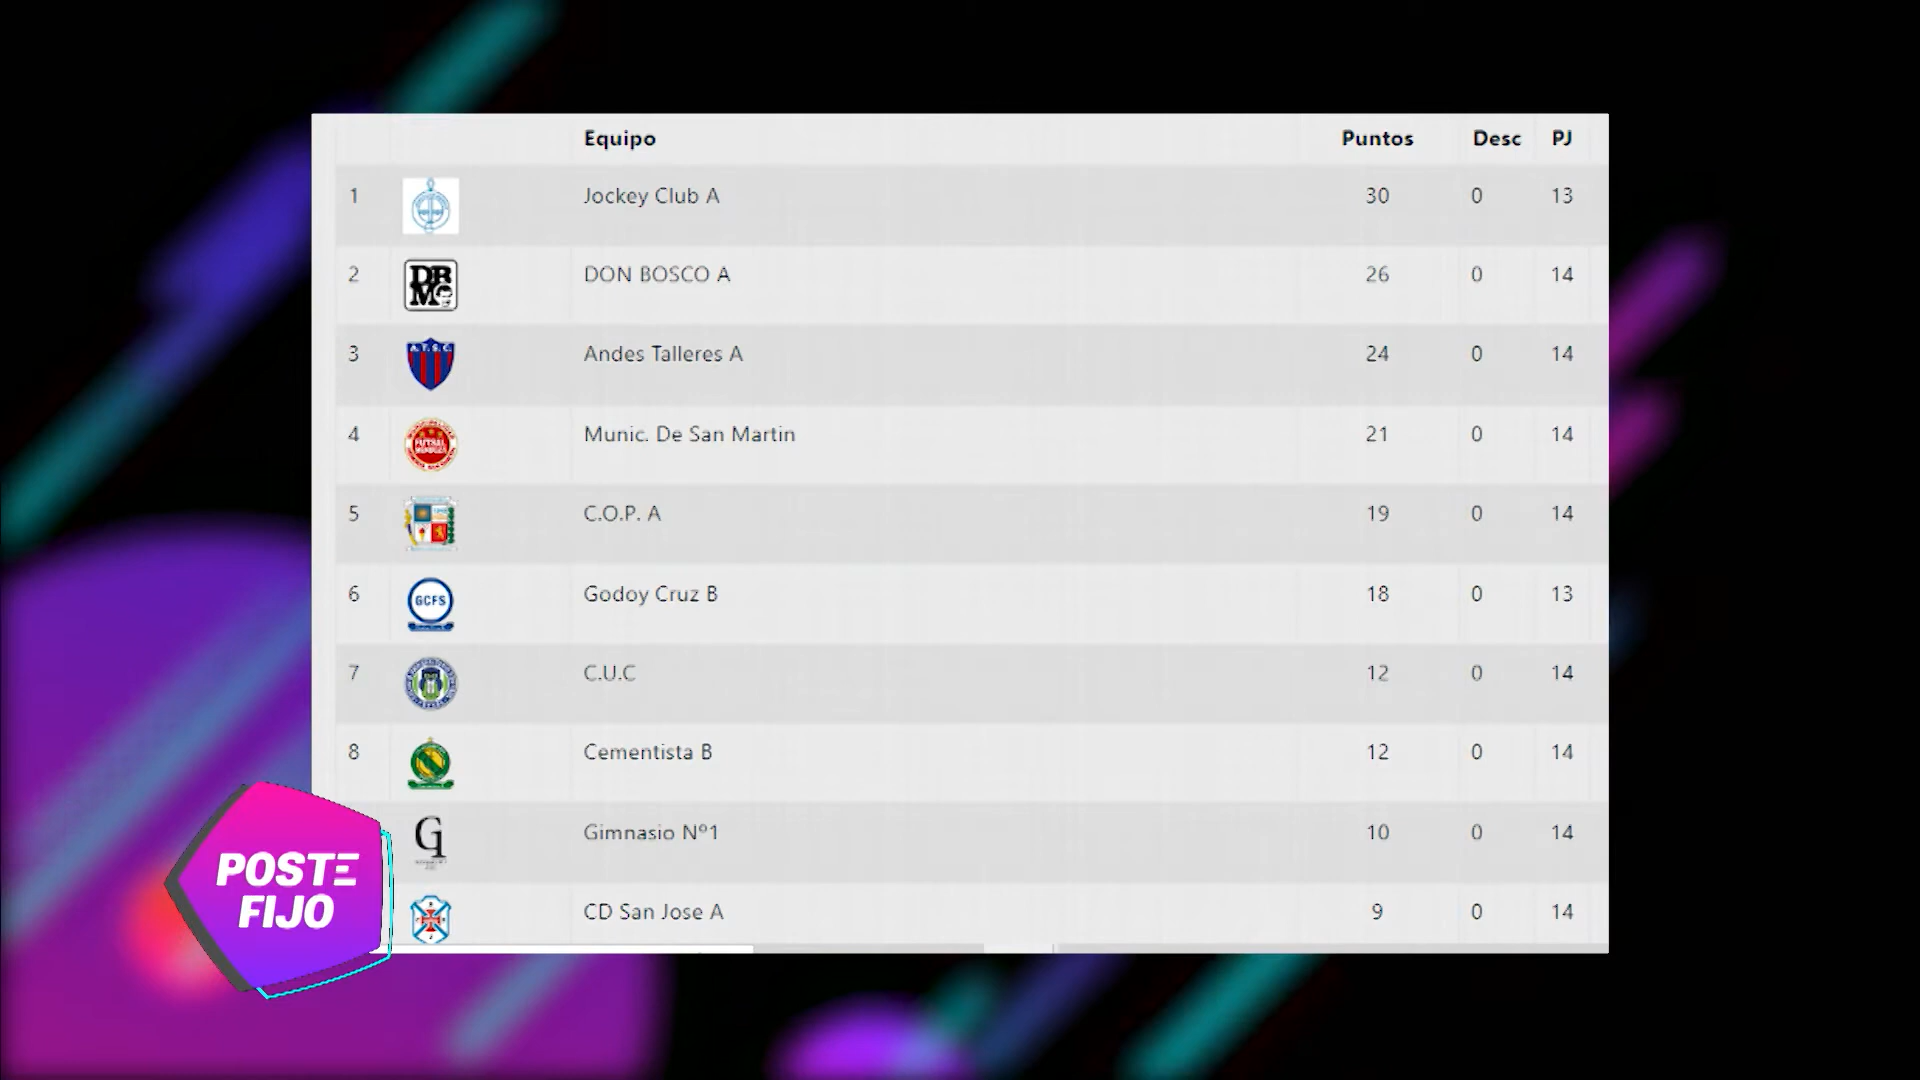 Equipo Puntos Desc PJ
1 Jockey Club A 30 0 13
2 DON BOSCO A 26 0 14
3 A.T.S.C. Andes Talleres A 24 0 14
4 FUTSAL MENDOZA Munic. De San Martin 21 0 14
5 C.O.P. A 19 0 14
6 GCFS Godoy Cruz B 18 0 13
7 C.U.C 12 0 14
8 Cementista B 12 0 14
Gimnasio Nº1 10 0 14
CD San Jose A 9 0 14
POSTE
FIJO